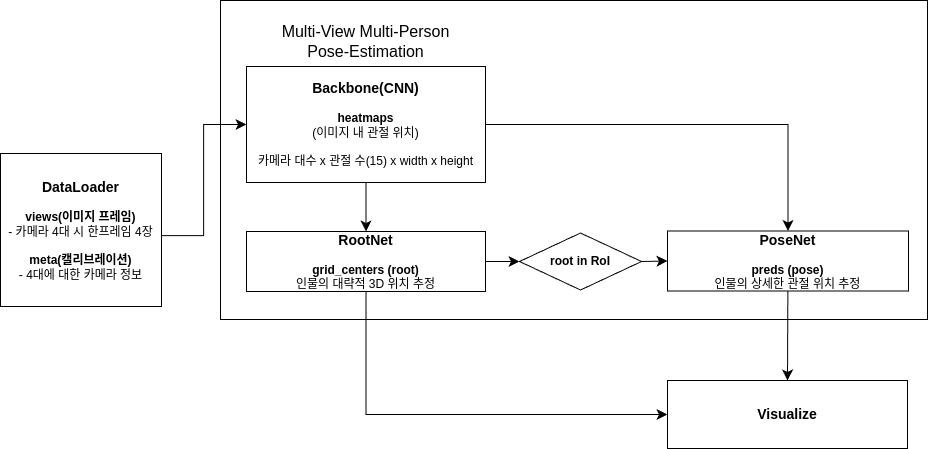 Multi-View Multi-Person
Pose-Estimation
Backbone(CNN)
heatmaps
(이미지 내 관절 위치)
카메라 대수 x 관절 수(15) x width x height
DataLoader
views(이미지 프레임)
- 카메라 4대 시 한프레임 4장
meta(캘리브레이션)
- 4대에 대한 카메라 정보
RootNet
grid_centers (root)
인물의 대략적 3D 위치 추정
root in RoI
PoseNet
preds (pose)
인물의 상세한 관절 위치 추정
Visualize